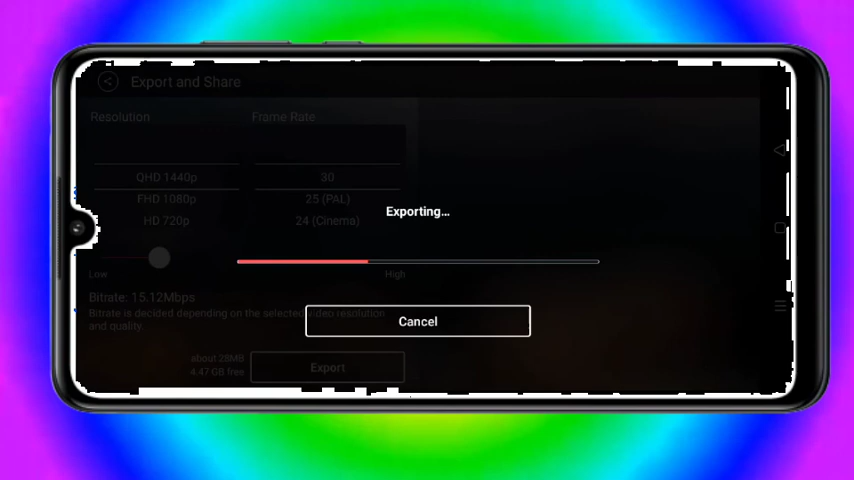 Export and Share
Resolution Frame Rate
QHD 1440p 30
FHD 1080p 25 (PAL)
HD 720p 24 (Cinema)
Exporting...
Low High
Bitrate: 15.12Mbps
Bitrate is decided depending on the selected video resolution
and quality.
Cancel
about 28MB
4.47 GB free
Export